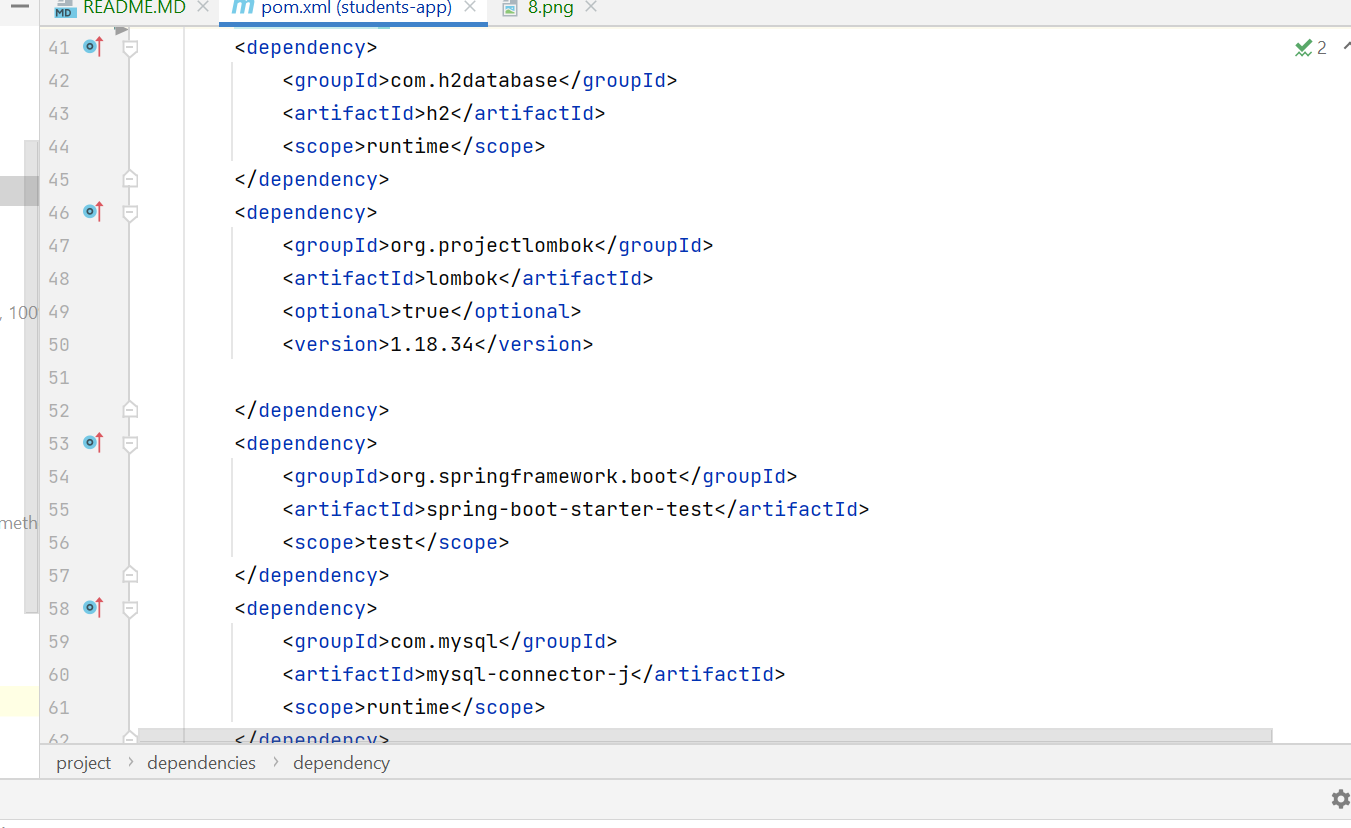 README.MD
pom.xml (students-app)
8.png
41 <dependency>
2
42 <groupId>com.h2database</groupId>
43 <artifactId>h2</artifactId>
44 <scope>runtime</scope>
45 </dependency>
46 <dependency>
47 <groupId>org.projectlombok</groupId>
48 <artifactId>lombok</artifactId>
, 100
49 <optional>true</optional>
50 <version>1.18.34</version>
51
52 </dependency>
53 <dependency>
54 <groupId>org.springframework.boot</groupId>
55 <artifactId>spring-boot-starter-test</artifactId>
meth
56 <scope>test</scope>
57 </dependency>
58 <dependency>
59 <groupId>com.mysql</groupId>
60 <artifactId>mysql-connector-j</artifactId>
61 <scope>runtime</scope>
62 </dependency>
project › dependencies › dependency